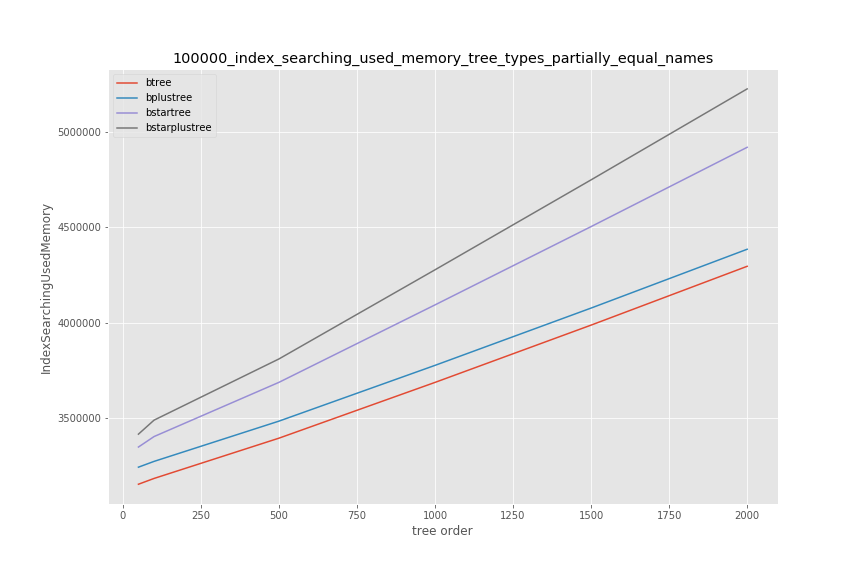 100000_index_searching_used_memory_tree_types_partially_equal_names
btree
bplustree
bstartree
bstarplustree
5000000
4500000
4000000
3500000
IndexSearchingUsedMemory
0 250 500 750 1000 1250 1500 1750 2000
tree order